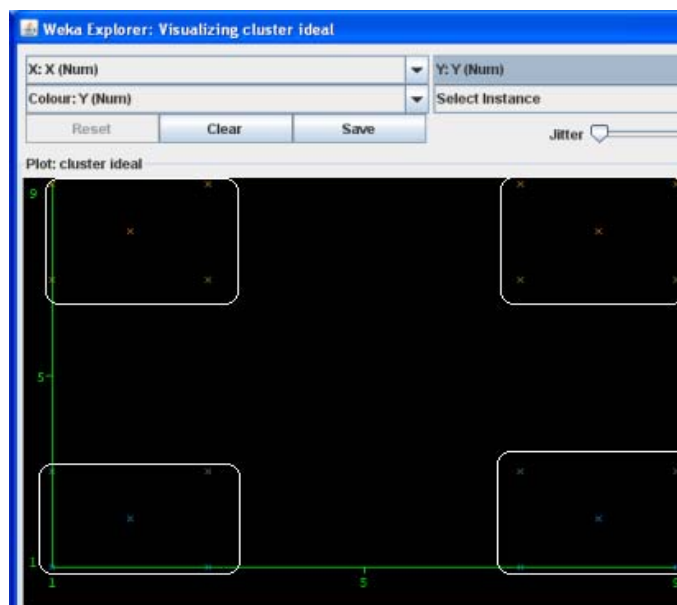 Weka Explorer: Visualizing cluster ideal
X: X (Num) Y: Y (Num)
Colour: Y (Num) Select Instance
Reset Clear Save Jitter
Plot: cluster ideal
9
5
1
1 5 9